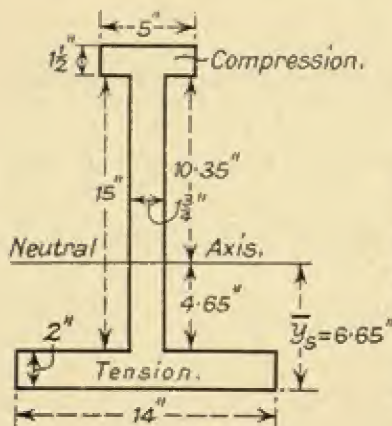 5"
1½"
Compression.
15"
10·35"
1¾"
Neutral Axis.
4·65"
2"
ȳs=6·65"
Tension.
14"